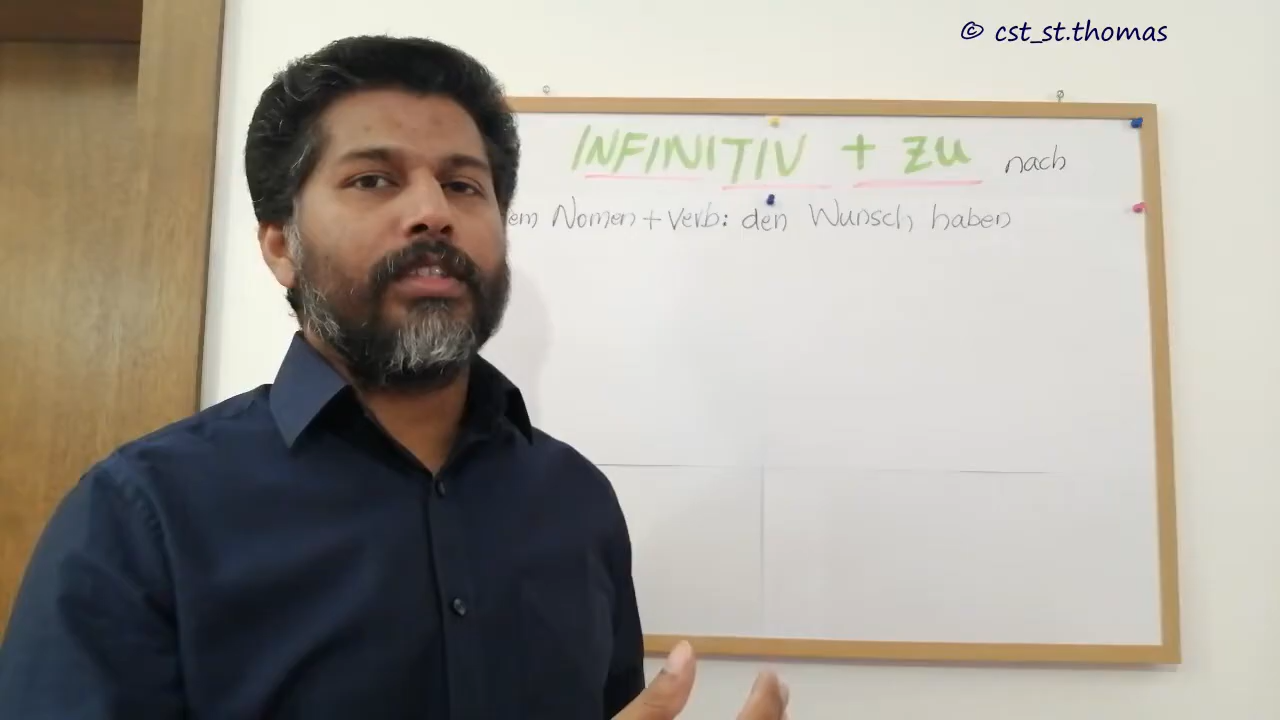 © cst_st.thomas
INFINITIV + ZU nach
Nomen + Verb: den Wunsch haben